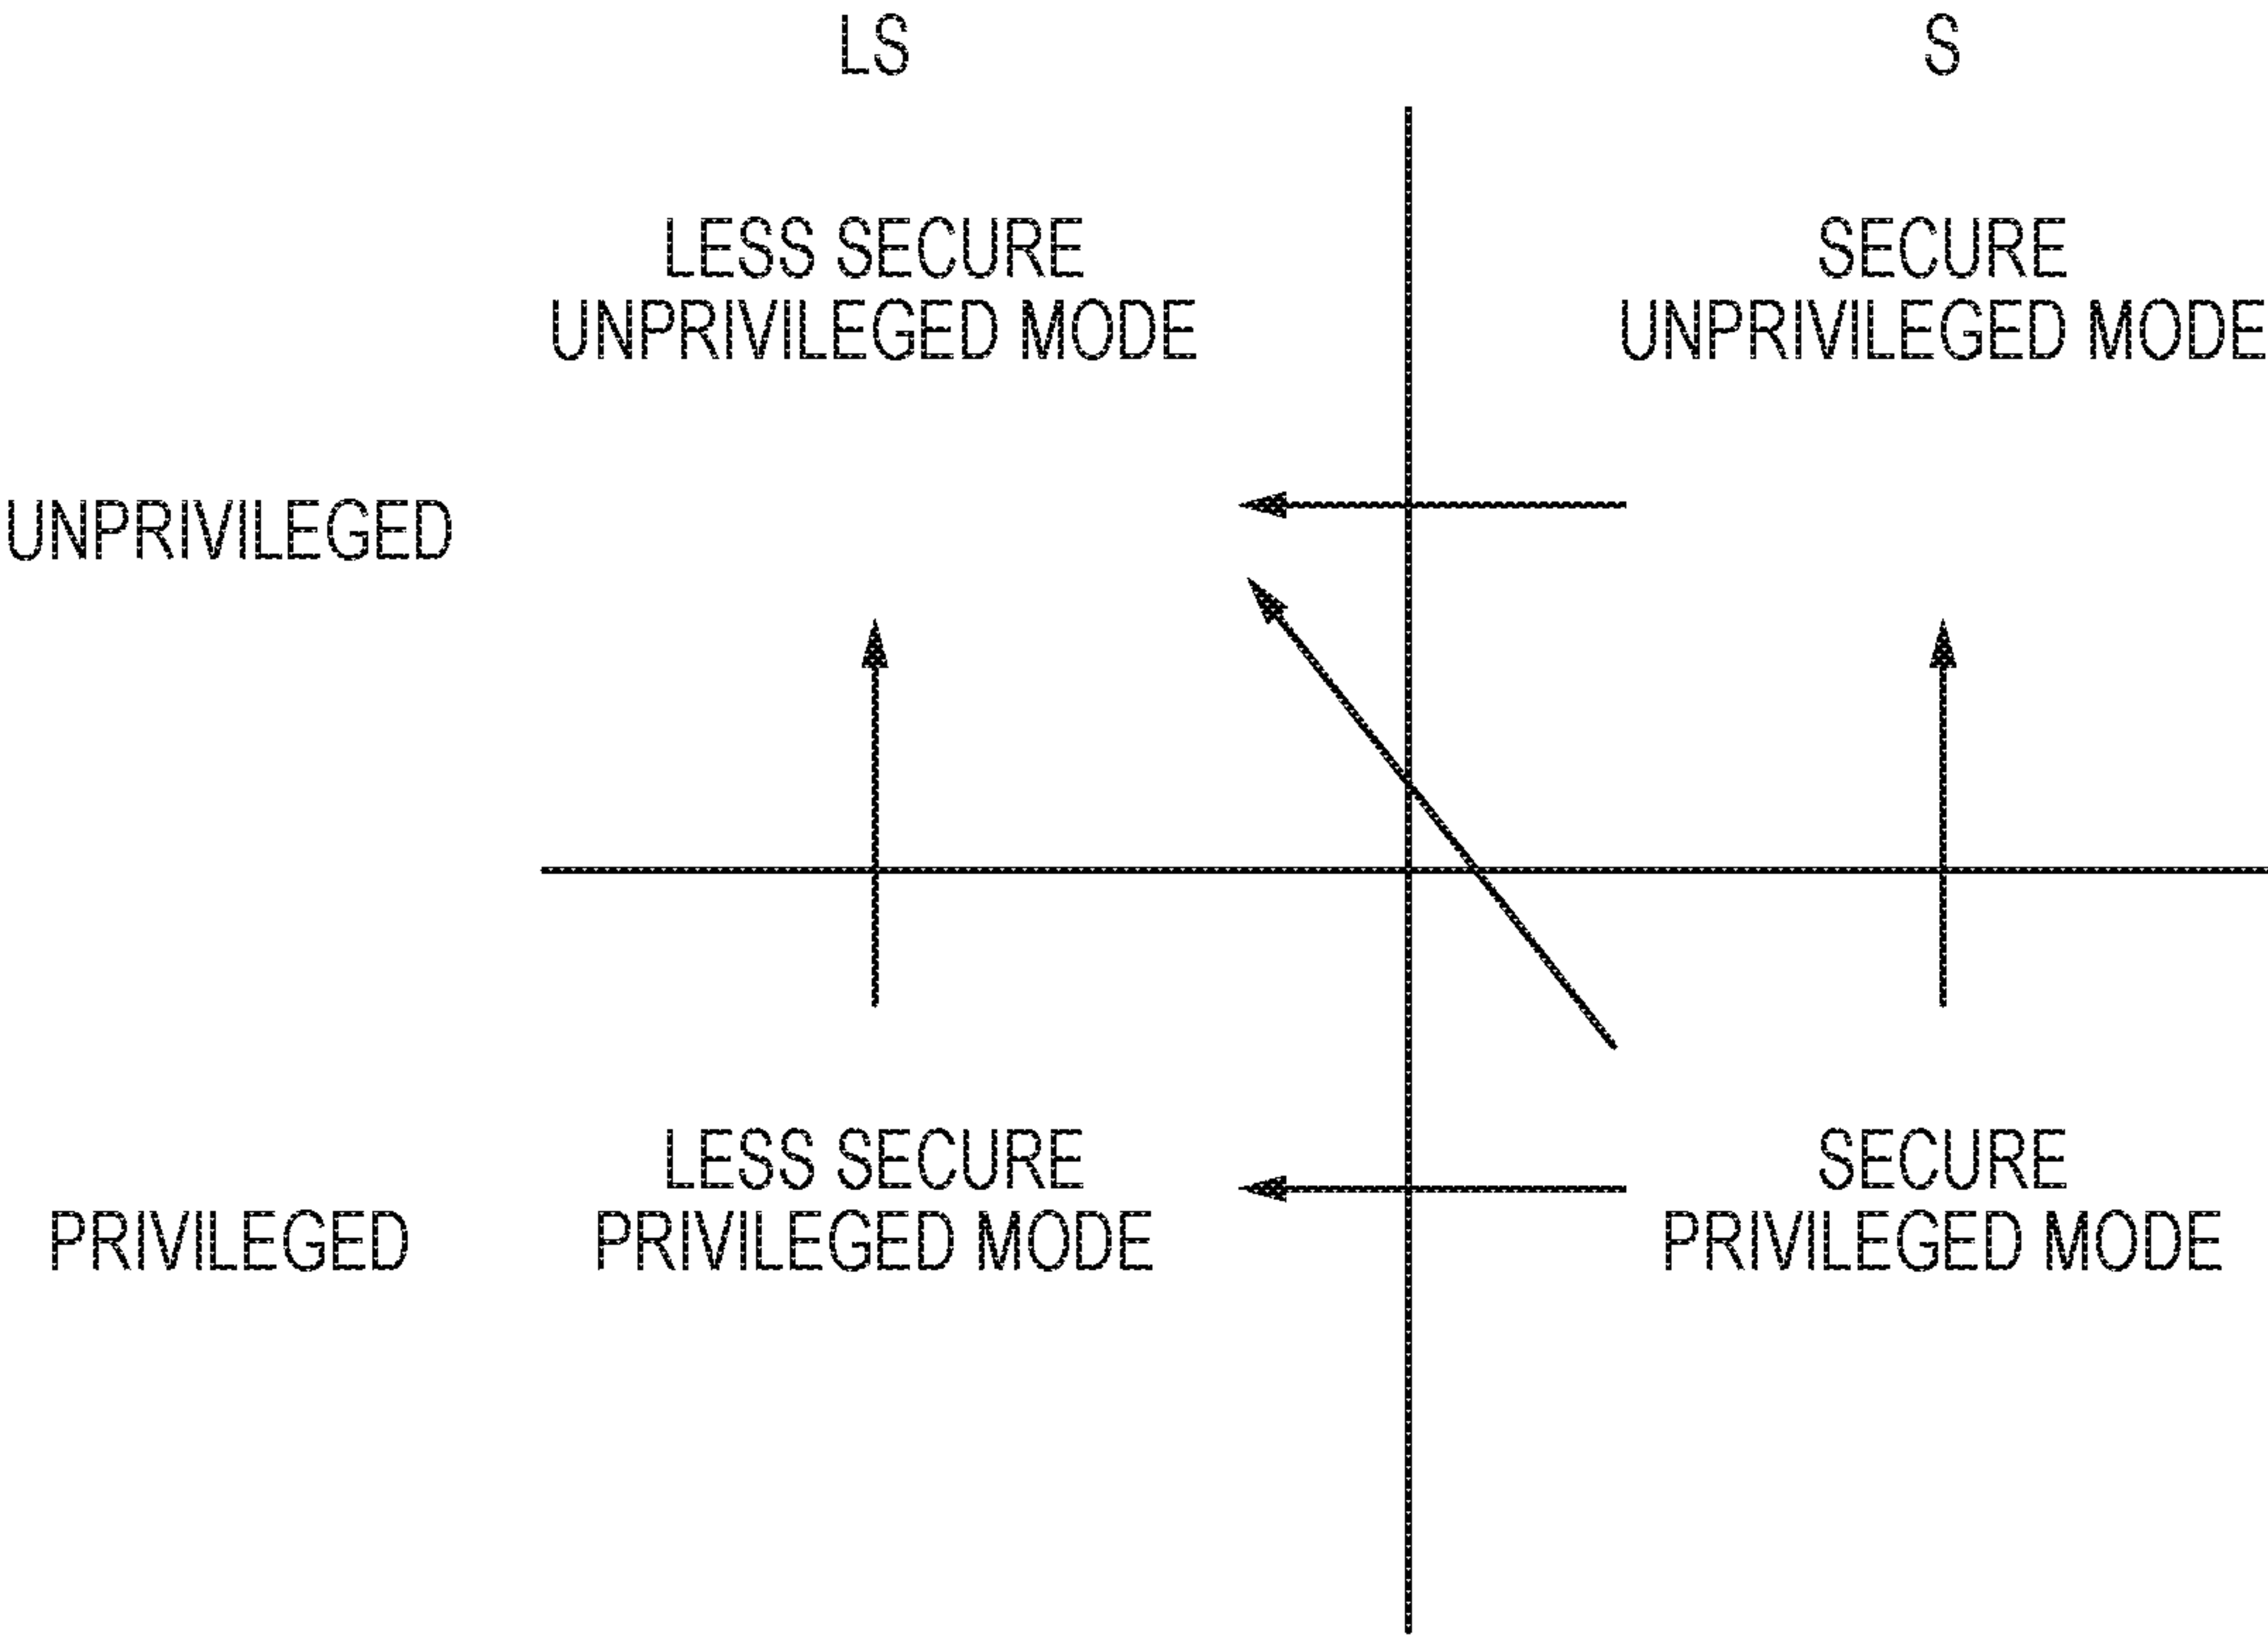 LS
S
LESS SECURE
UNPRIVILEGED MODE
SECURE
UNPRIVILEGED MODE
UNPRIVILEGED
PRIVILEGED
LESS SECURE
PRIVILEGED MODE
SECURE
PRIVILEGED MODE